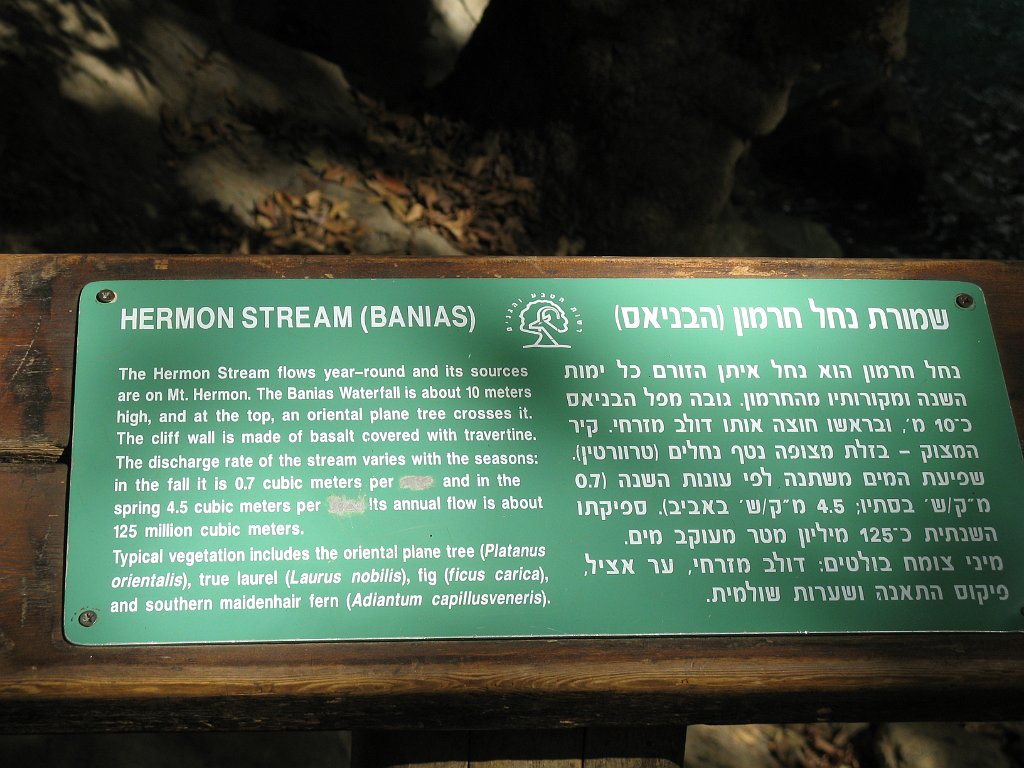 HERMON STREAM (BANIAS)
The Hermon Stream flows year–round and its sources
are on Mt. Hermon. The Banias Waterfall is about 10 meters
high, and at the top, an oriental plane tree crosses it.
The cliff wall is made of basalt covered with travertine.
The discharge rate of the stream varies with the seasons:
in the fall it is 0.7 cubic meters per and in the
spring 4.5 cubic meters per Its annual flow is about
125 million cubic meters.
Typical vegetation includes the oriental plane tree (Platanus
orientalis), true laurel (Laurus nobilis), fig (ficus carica),
and southern maidenhair fern (Adiantum capillusveneris).
רשות הטבע והגנים
שמורת נחל חרמון (הבניאס)
נחל חרמון הוא נחל איתן הזורם כל ימות
השנה ומקורותיו מהחרמון. גובה מפל הבניאס
כ־10 מ׳, ובראשו חוצה אותו דולב מזרחי. קיר
המצוק – בזלת מצופה נטף נחלים (טרוורטין).
שפיעת המים משתנה לפי עונות השנה (0.7
מ״ק/ש׳ בסתיו; 4.5 מ״ק/ש׳ באביב). ספיקתו
השנתית כ־125 מיליון מטר מעוקב מים.
מיני צומח בולטים: דולב מזרחי, ער אציל,
פיקוס התאנה ושערות שולמית.